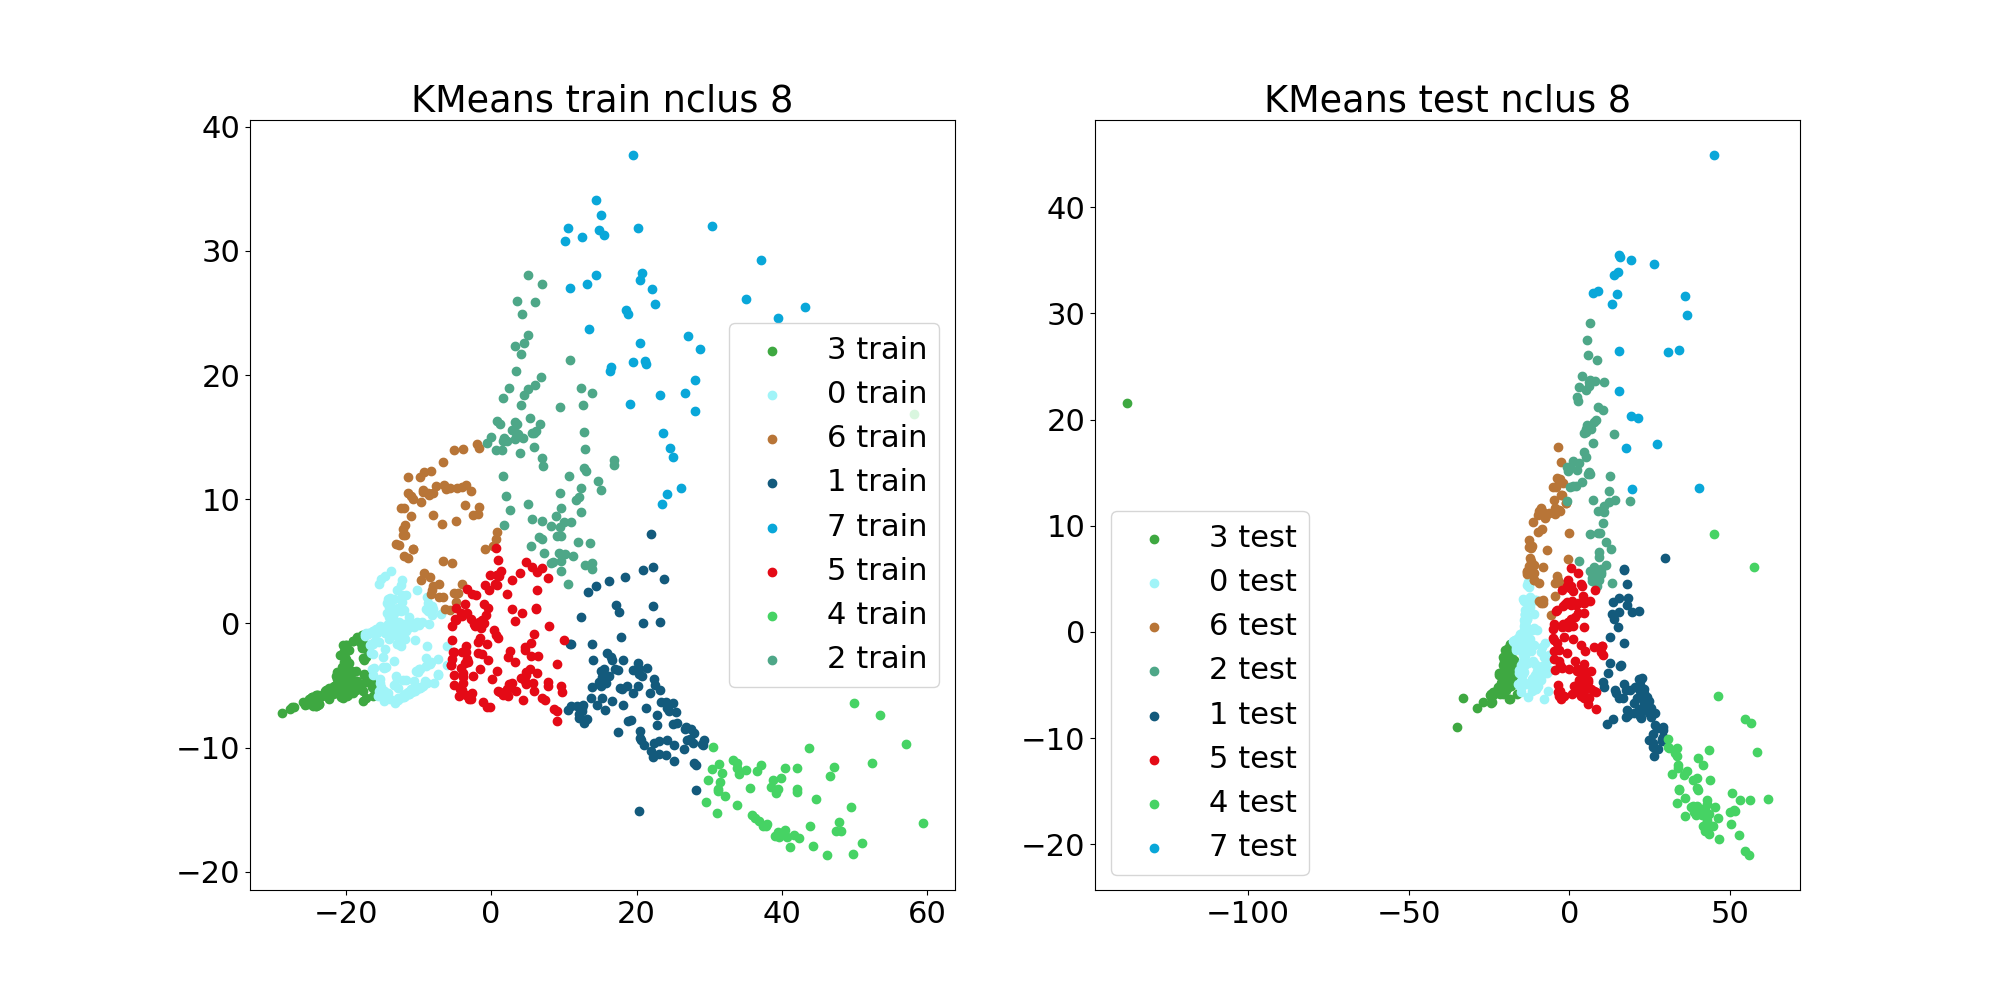 KMeans train nclus 8
40
30
20
10
0
−10
−20
−20 0 20 40 60
3 train
0 train
6 train
1 train
7 train
5 train
4 train
2 train
KMeans test nclus 8
40
30
20
10
0
−10
−20
−100 −50 0 50
3 test
0 test
6 test
2 test
1 test
5 test
4 test
7 test